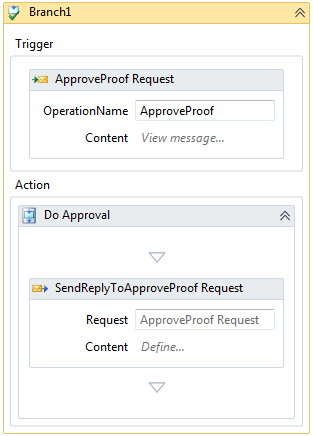 Branch1
Trigger
ApproveProof Request
OperationName ApproveProof
Content View message...
Action
Do Approval
SendReplyToApproveProof Request
Request ApproveProof Request
Content Define...